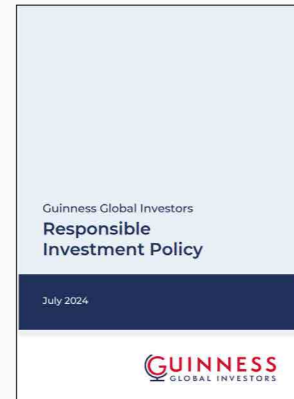 Guinness Global Investors
Responsible
Investment Policy
July 2024
GUINNESS
GLOBAL INVESTORS